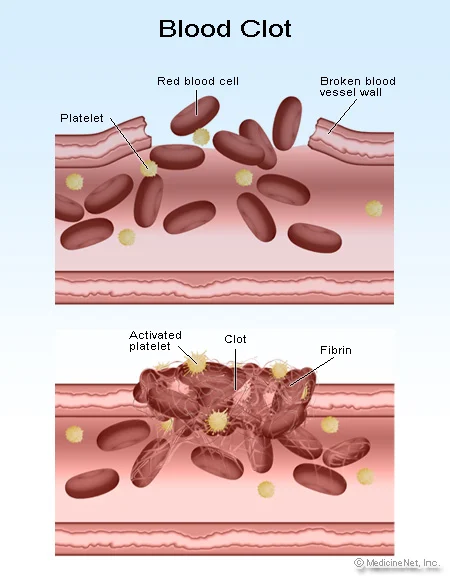 Blood Clot
Red blood cell
Broken blood
vessel wall
Platelet
Activated
platelet
Clot
Fibrin
© MedicineNet, Inc.